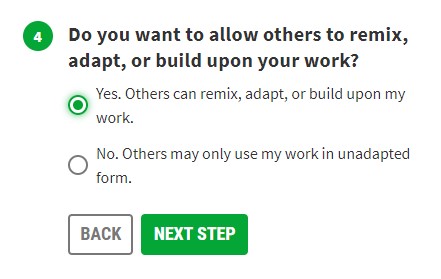 4 Do you want to allow others to remix,
adapt, or build upon your work?
Yes. Others can remix, adapt, or build upon my
work.
No. Others may only use my work in unadapted
form.
BACK NEXT STEP